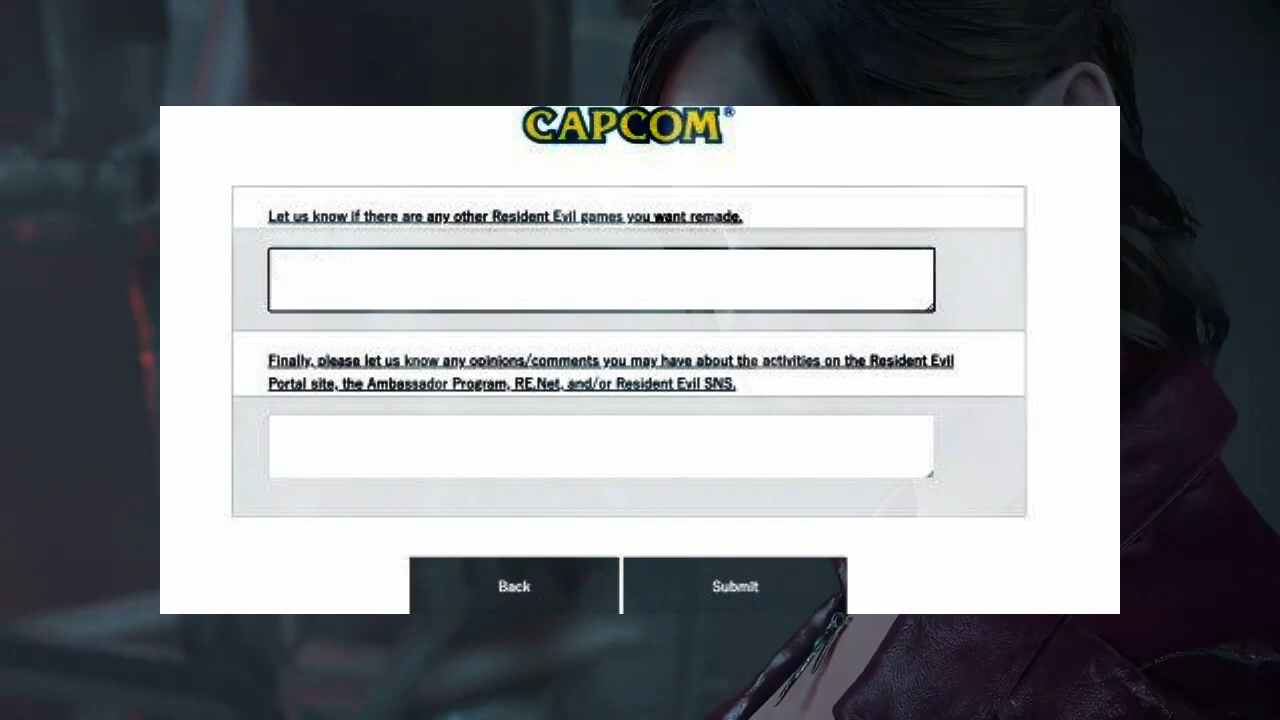 CAPCOM®
Let us know if there are any other Resident Evil games you want remade.
Finally, please let us know any opinions/comments you may have about the activities on the Resident Evil
Portal site, the Ambassador Program, RE.Net, and/or Resident Evil SNS.
Back
Submit